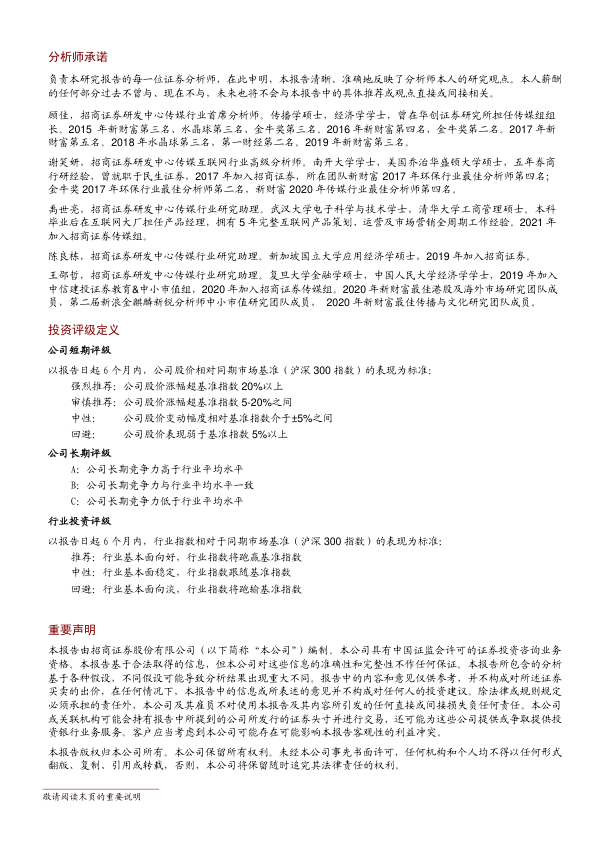 分析师承诺
负责本研究报告的每一位证券分析师，在此申明，本报告清晰、准确地反映了分析师本人的研究观点。本人薪酬
的任何部分过去不曾与、现在不与，未来也将不会与本报告中的具体推荐或观点直接或间接相关。
顾佳，招商证券研发中心传媒行业首席分析师。传播学硕士，经济学学士，曾在华创证券研究所担任传媒组组
长。2015 年新财富第三名、水晶球第三名、金牛奖第三名。2016 年新财富第四名，金牛奖第二名。2017 年新
财富第五名。2018 年水晶球第三名，第一财经第二名。2019 年新财富第三名。
谢笑妍，招商证券研发中心传媒互联网行业高级分析师。南开大学学士，美国乔治华盛顿大学硕士，五年券商
行研经验，曾就职于民生证券，2017 年加入招商证券，所在团队新财富 2017 年环保行业最佳分析师第四名；
金牛奖 2017 年环保行业最佳分析师第二名，新财富 2020 年传媒行业最佳分析师第四名。
禹世亮，招商证券研发中心传媒行业研究助理。武汉大学电子科学与技术学士，清华大学工商管理硕士。本科
毕业后在互联网大厂担任产品经理，拥有 5 年完整互联网产品策划、运营及市场营销全周期工作经验。2021 年
加入招商证券传媒组。
陈良栋，招商证券研发中心传媒行业研究助理。新加坡国立大学应用经济学硕士，2019 年加入招商证券。
王邵哲，招商证券研发中心传媒行业研究助理。复旦大学金融学硕士，中国人民大学经济学学士，2019 年加入
中信建投证券教育&中小市值组，2020 年加入招商证券传媒组。2020 年新财富最佳港股及海外市场研究团队成
员，第二届新浪金麒麟新锐分析师中小市值研究团队成员， 2020 年新财富最佳传播与文化研究团队成员。
投资评级定义
公司短期评级
以报告日起 6 个月内，公司股价相对同期市场基准（沪深 300 指数）的表现为标准：
强烈推荐：公司股价涨幅超基准指数 20%以上
审慎推荐：公司股价涨幅超基准指数 5-20%之间
中性： 公司股价变动幅度相对基准指数介于±5%之间
回避： 公司股价表现弱于基准指数 5%以上
公司长期评级
A：公司长期竞争力高于行业平均水平
B：公司长期竞争力与行业平均水平一致
C：公司长期竞争力低于行业平均水平
行业投资评级
以报告日起 6 个月内，行业指数相对于同期市场基准（沪深 300 指数）的表现为标准：
推荐：行业基本面向好，行业指数将跑赢基准指数
中性：行业基本面稳定，行业指数跟随基准指数
回避：行业基本面向淡，行业指数将跑输基准指数
重要声明
本报告由招商证券股份有限公司（以下简称“本公司”）编制。本公司具有中国证监会许可的证券投资咨询业务
资格。本报告基于合法取得的信息，但本公司对这些信息的准确性和完整性不作任何保证。本报告所包含的分析
基于各种假设，不同假设可能导致分析结果出现重大不同。报告中的内容和意见仅供参考，并不构成对所述证券
买卖的出价，在任何情况下，本报告中的信息或所表述的意见并不构成对任何人的投资建议。除法律或规则规定
必须承担的责任外，本公司及其雇员不对使用本报告及其内容所引发的任何直接或间接损失负任何责任。本公司
或关联机构可能会持有报告中所提到的公司所发行的证券头寸并进行交易，还可能为这些公司提供或争取提供投
资银行业务服务。客户应当考虑到本公司可能存在可能影响本报告客观性的利益冲突。
本报告版权归本公司所有。本公司保留所有权利。未经本公司事先书面许可，任何机构和个人均不得以任何形式
翻版、复制、引用或转载，否则，本公司将保留随时追究其法律责任的权利。
敬请阅读末页的重要说明